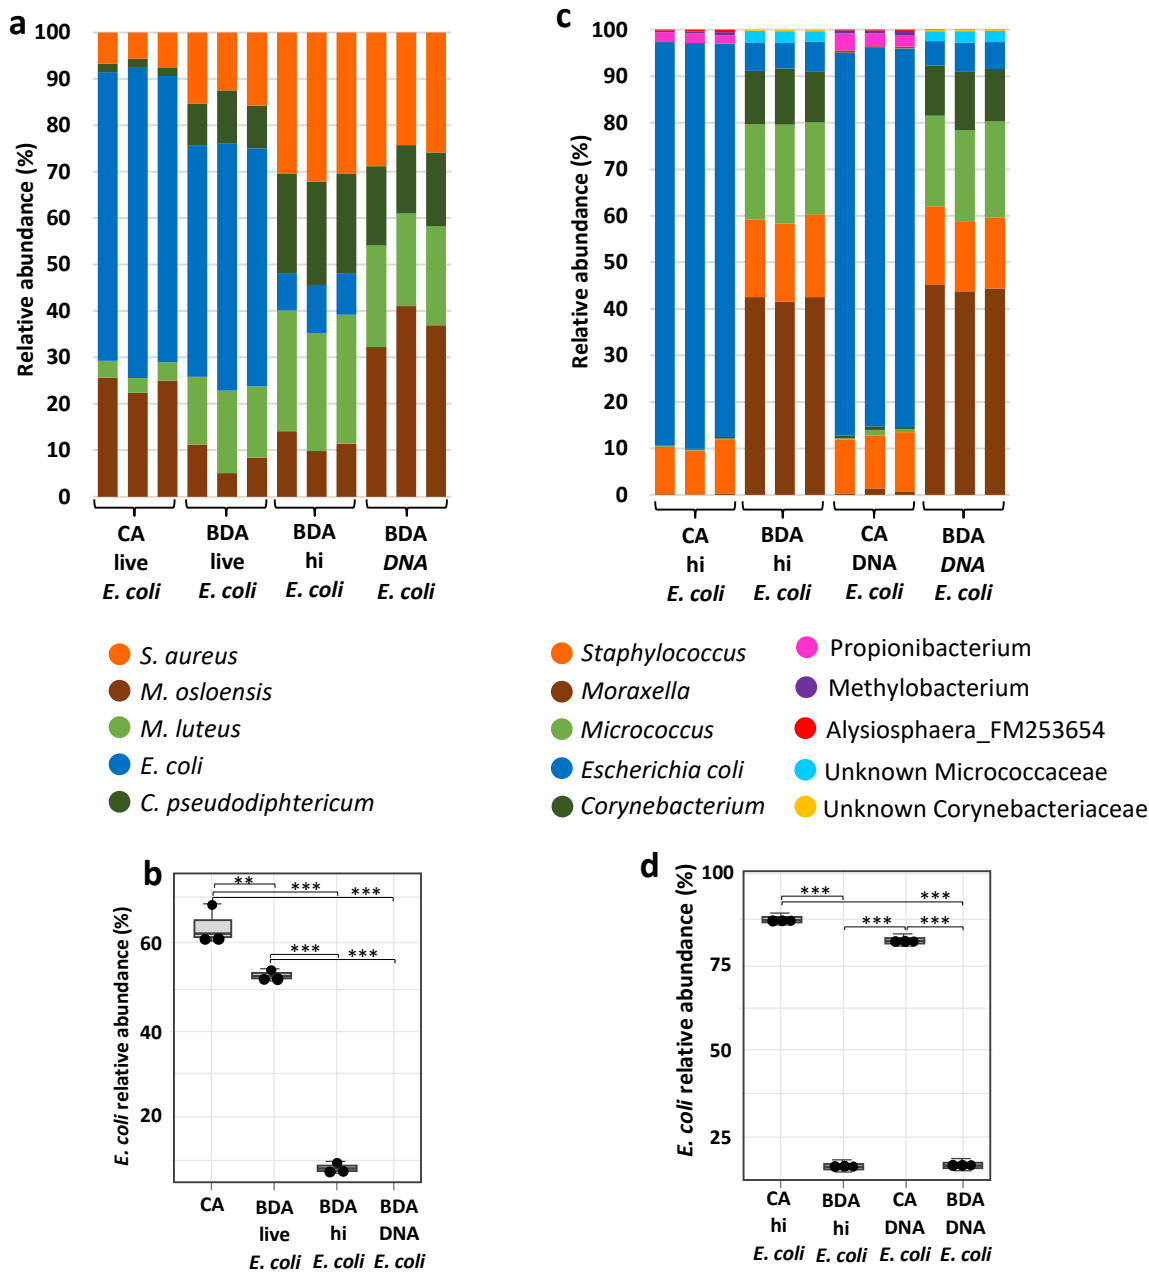 a
Relative abundance (%)
100
90
80
70
60
50
40
30
20
10
0
CA
live
E. coli
BDA
live
E. coli
BDA
hi
E. coli
BDA
DNA
E. coli
c
Relative abundance (%)
100
90
80
70
60
50
40
30
20
10
0
CA
hi
E. coli
BDA
hi
E. coli
CA
DNA
E. coli
BDA
DNA
E. coli
S. aureus
M. osloensis
M. luteus
E. coli
C. pseudodiphtericum
Staphylococcus
Moraxella
Micrococcus
Escherichia coli
Corynebacterium
Propionibacterium
Methylobacterium
Alysiosphaera_FM253654
Unknown Micrococcaceae
Unknown Corynebacteriaceae
b
E. coli relative abundance (%)
60
40
20
**
***
***
***
***
CA
BDA
live
E. coli
BDA
hi
E. coli
BDA
DNA
E. coli
d
E. coli relative abundance (%)
100
75
50
25
***
***
***
***
CA
hi
E. coli
BDA
hi
E. coli
CA
DNA
E. coli
BDA
DNA
E. coli